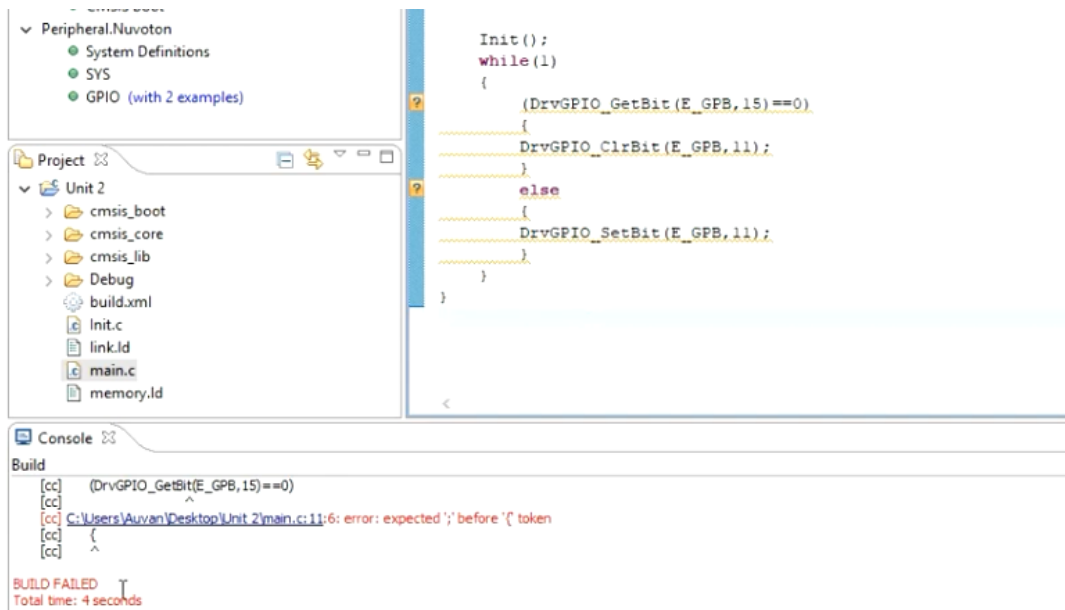 Peripheral.Nuvoton
System Definitions
SYS
GPIO (with 2 examples)
Project
Unit 2
cmsis_boot
cmsis_core
cmsis_lib
Debug
build.xml
Init.c
link.ld
main.c
memory.ld
Init();
while(1)
{
(DrvGPIO_GetBit(E_GPB,15)==0)
{
DrvGPIO_ClrBit(E_GPB,11);
}
else
{
DrvGPIO_SetBit(E_GPB,11);
}
}
}
Console
Build
[cc] (DrvGPIO_GetBit(E_GPB,15)==0)
[cc] ^
[cc] C:\Users\Auvan\Desktop\Unit 2\main.c:11:6: error: expected ';' before '{' token
[cc] {
[cc] ^
BUILD FAILED
Total time: 4 seconds